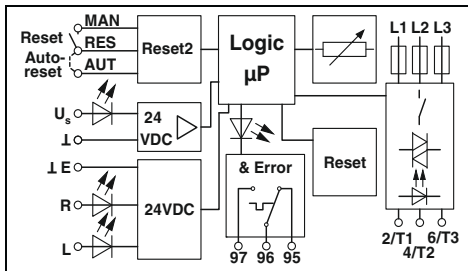 MAN
Reset
RES
Reset2
Auto-
reset
AUT
Logic
µP
L1 L2 L3
Us
24
VDC
⊥
⊥ E
R
24VDC
L
& Error
97 96 95
Reset
2/T1 6/T3
4/T2